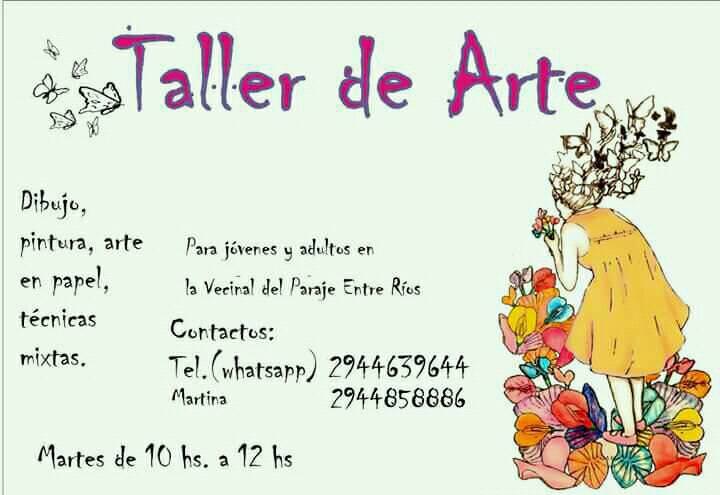 Taller de Arte
Dibujo,
pintura, arte
en papel,
técnicas
mixtas.
Para jóvenes y adultos en
la Vecinal del Paraje Entre Ríos
Contactos:
Tel.(whatsapp) 2944639644
Martina 2944858886
Martes de 10 hs. a 12 hs